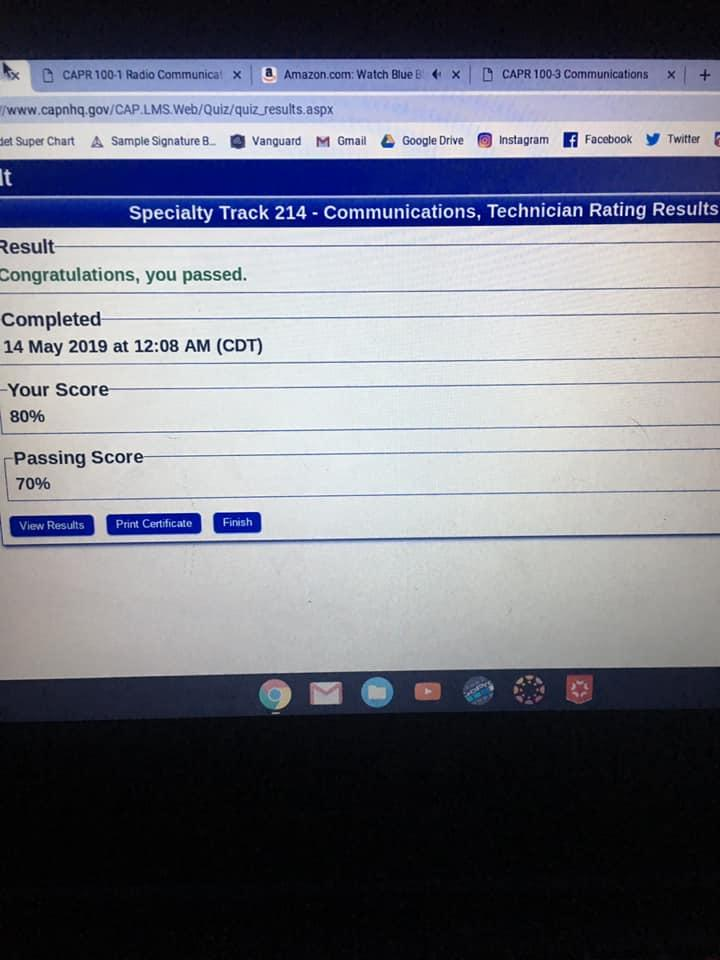 x CAPR 100-1 Radio Communicat x a Amazon.com: Watch Blue Bl x CAPR 100-3 Communications x +
//www.capnhq.gov/CAP.LMS.Web/Quiz/quiz_results.aspx
det Super Chart Sample Signature B... Vanguard Gmail Google Drive Instagram Facebook Twitter
lt
Specialty Track 214 - Communications, Technician Rating Results
Result
Congratulations, you passed.
Completed
14 May 2019 at 12:08 AM (CDT)
Your Score
80%
Passing Score
70%
View Results Print Certificate Finish